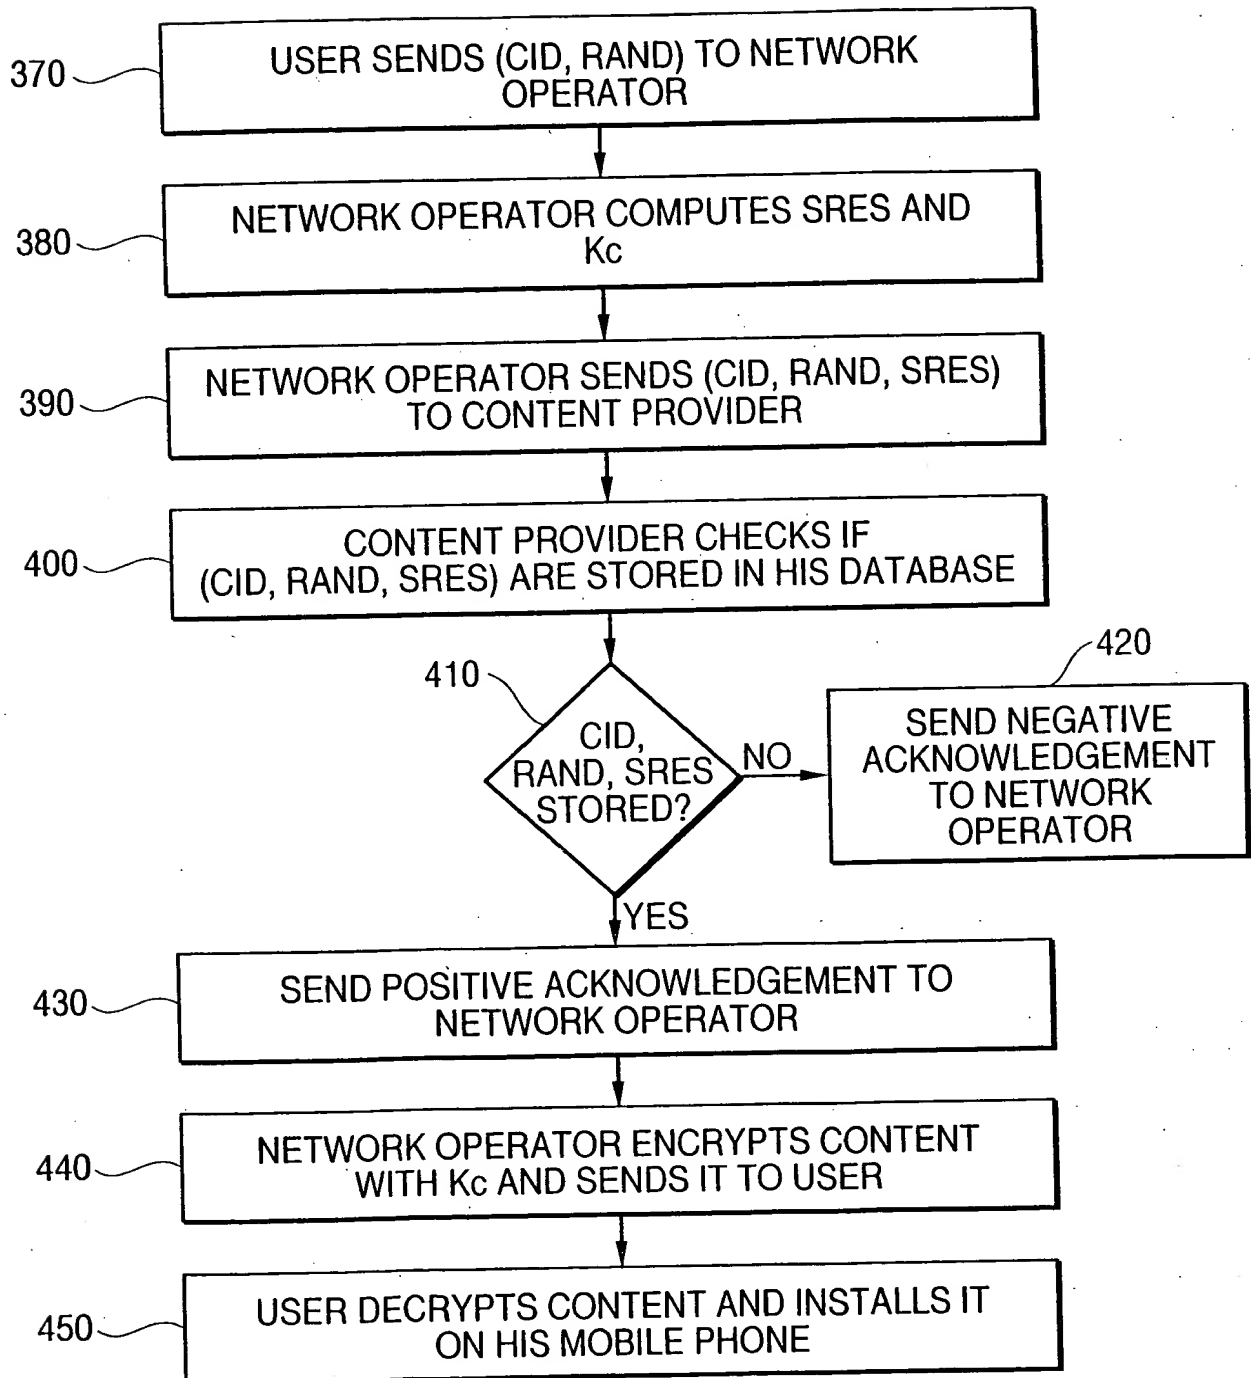 370
USER SENDS (CID, RAND) TO NETWORK
OPERATOR
380
NETWORK OPERATOR COMPUTES SRES AND
Kc
390
NETWORK OPERATOR SENDS (CID, RAND, SRES)
TO CONTENT PROVIDER
400
CONTENT PROVIDER CHECKS IF
(CID, RAND, SRES) ARE STORED IN HIS DATABASE
410
CID,
RAND, SRES
STORED?
NO
420
SEND NEGATIVE
ACKNOWLEDGEMENT
TO NETWORK
OPERATOR
YES
430
SEND POSITIVE ACKNOWLEDGEMENT TO
NETWORK OPERATOR
440
NETWORK OPERATOR ENCRYPTS CONTENT
WITH Kc AND SENDS IT TO USER
450
USER DECRYPTS CONTENT AND INSTALLS IT
ON HIS MOBILE PHONE